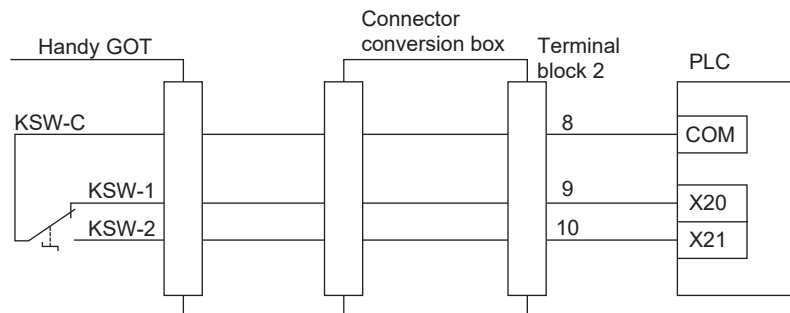 Connector
conversion box
Handy GOT
Terminal
block 2
PLC
KSW-C
8
COM
KSW-1
9
X20
KSW-2
10
X21